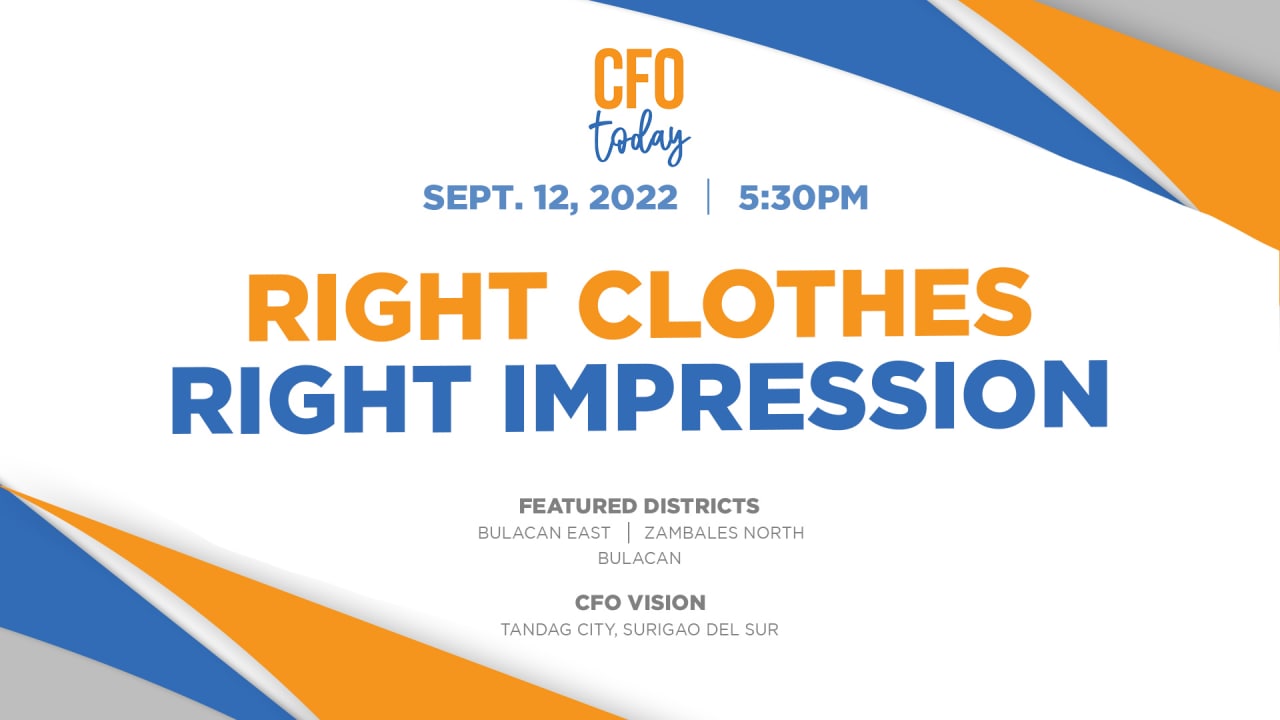 CFO
today
SEPT. 12, 2022 | 5:30PM
RIGHT CLOTHES
RIGHT IMPRESSION
FEATURED DISTRICTS
BULACAN EAST | ZAMBALES NORTH
BULACAN
CFO VISION
TANDAG CITY, SURIGAO DEL SUR